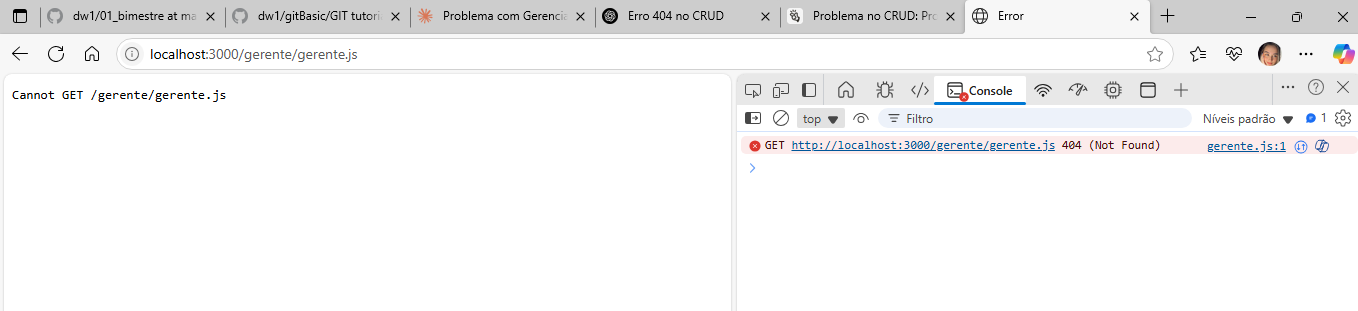 dw1/01_bimestre at ma
dw1/gitBasic/GIT tutori
Problema com Gerencia
Erro 404 no CRUD
Problema no CRUD: Pro
Error
localhost:3000/gerente/gerente.js
Cannot GET /gerente/gerente.js
Console
top
Filtro
Níveis padrão
1
GET http://localhost:3000/gerente/gerente.js 404 (Not Found)
gerente.js:1